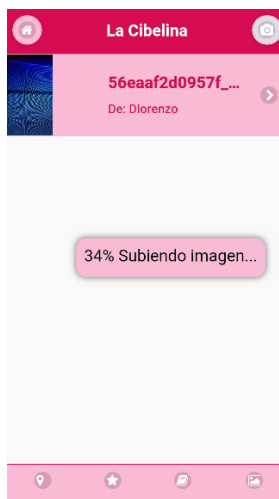 La Cibelina
56eaaf2d0957f_...
De: Dlorenzo
34% Subiendo imagen...